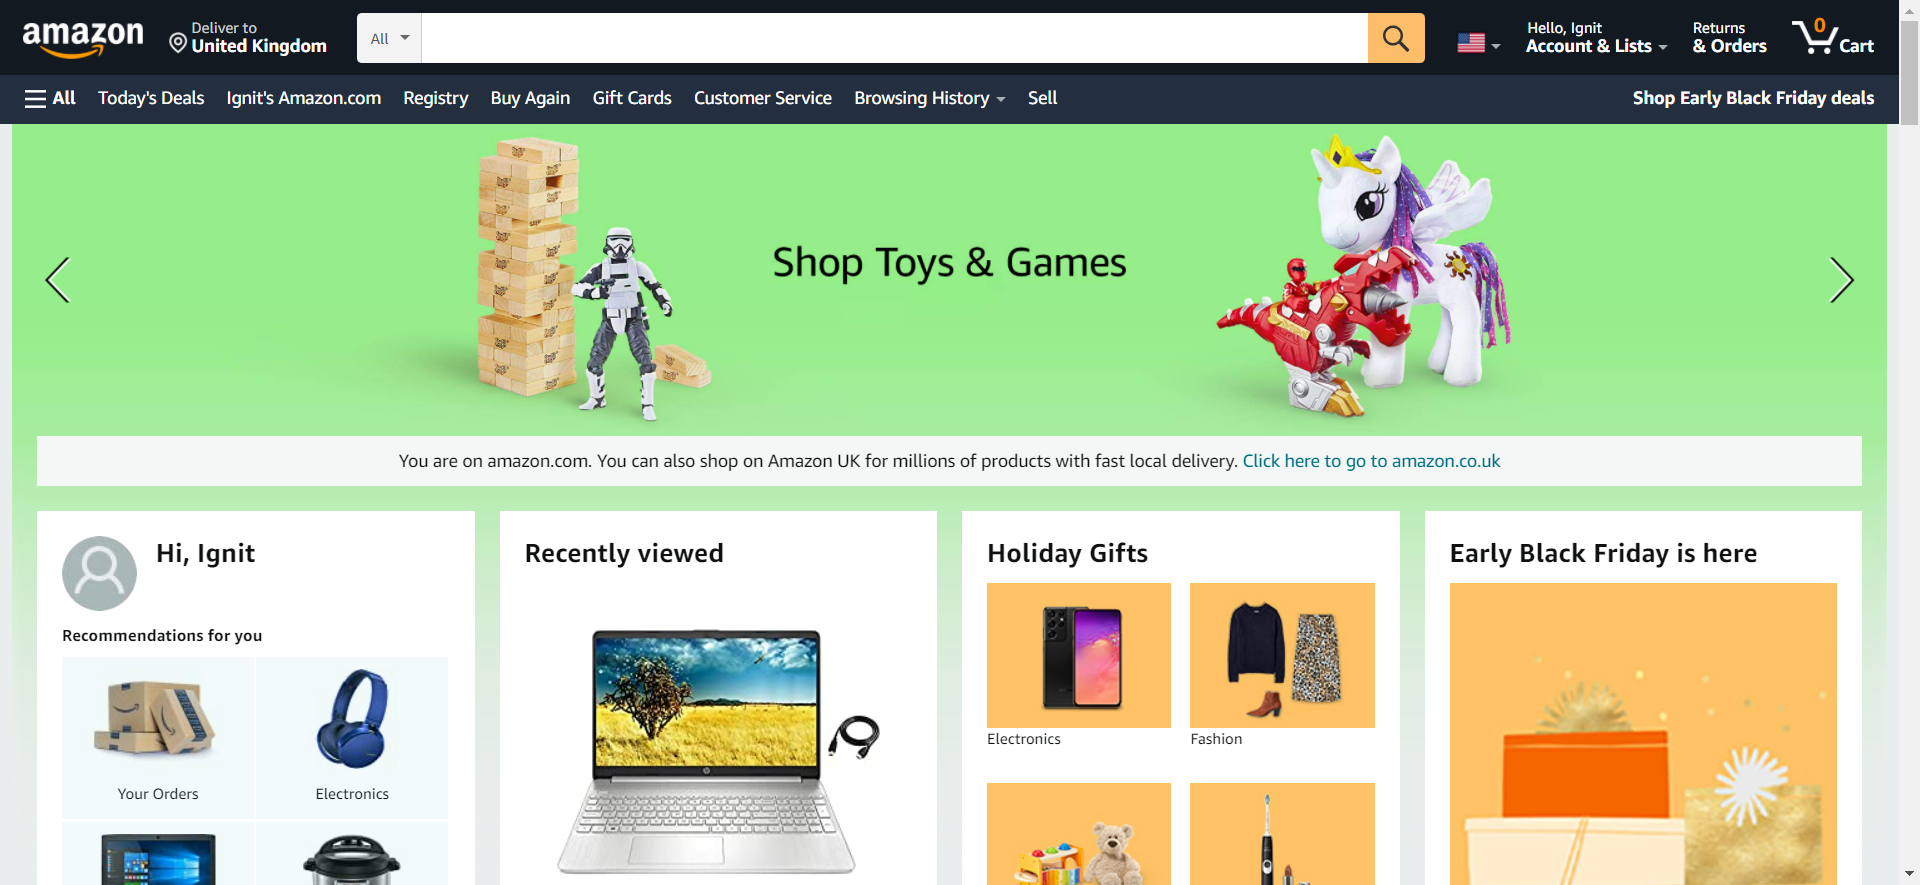 amazon
Deliver to
United Kingdom
All
Hello, Ignit
Account & Lists
Returns
& Orders
0
Cart
All
Today's Deals
Ignit's Amazon.com
Registry
Buy Again
Gift Cards
Customer Service
Browsing History
Sell
Shop Early Black Friday deals
Shop Toys & Games
You are on amazon.com. You can also shop on Amazon UK for millions of products with fast local delivery. Click here to go to amazon.co.uk
Hi, Ignit
Recommendations for you
Your Orders
Electronics
Recently viewed
Holiday Gifts
Electronics
Fashion
Early Black Friday is here